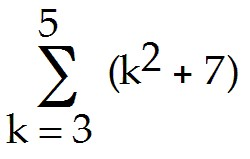 5
∑ (k² + 7)
k = 3